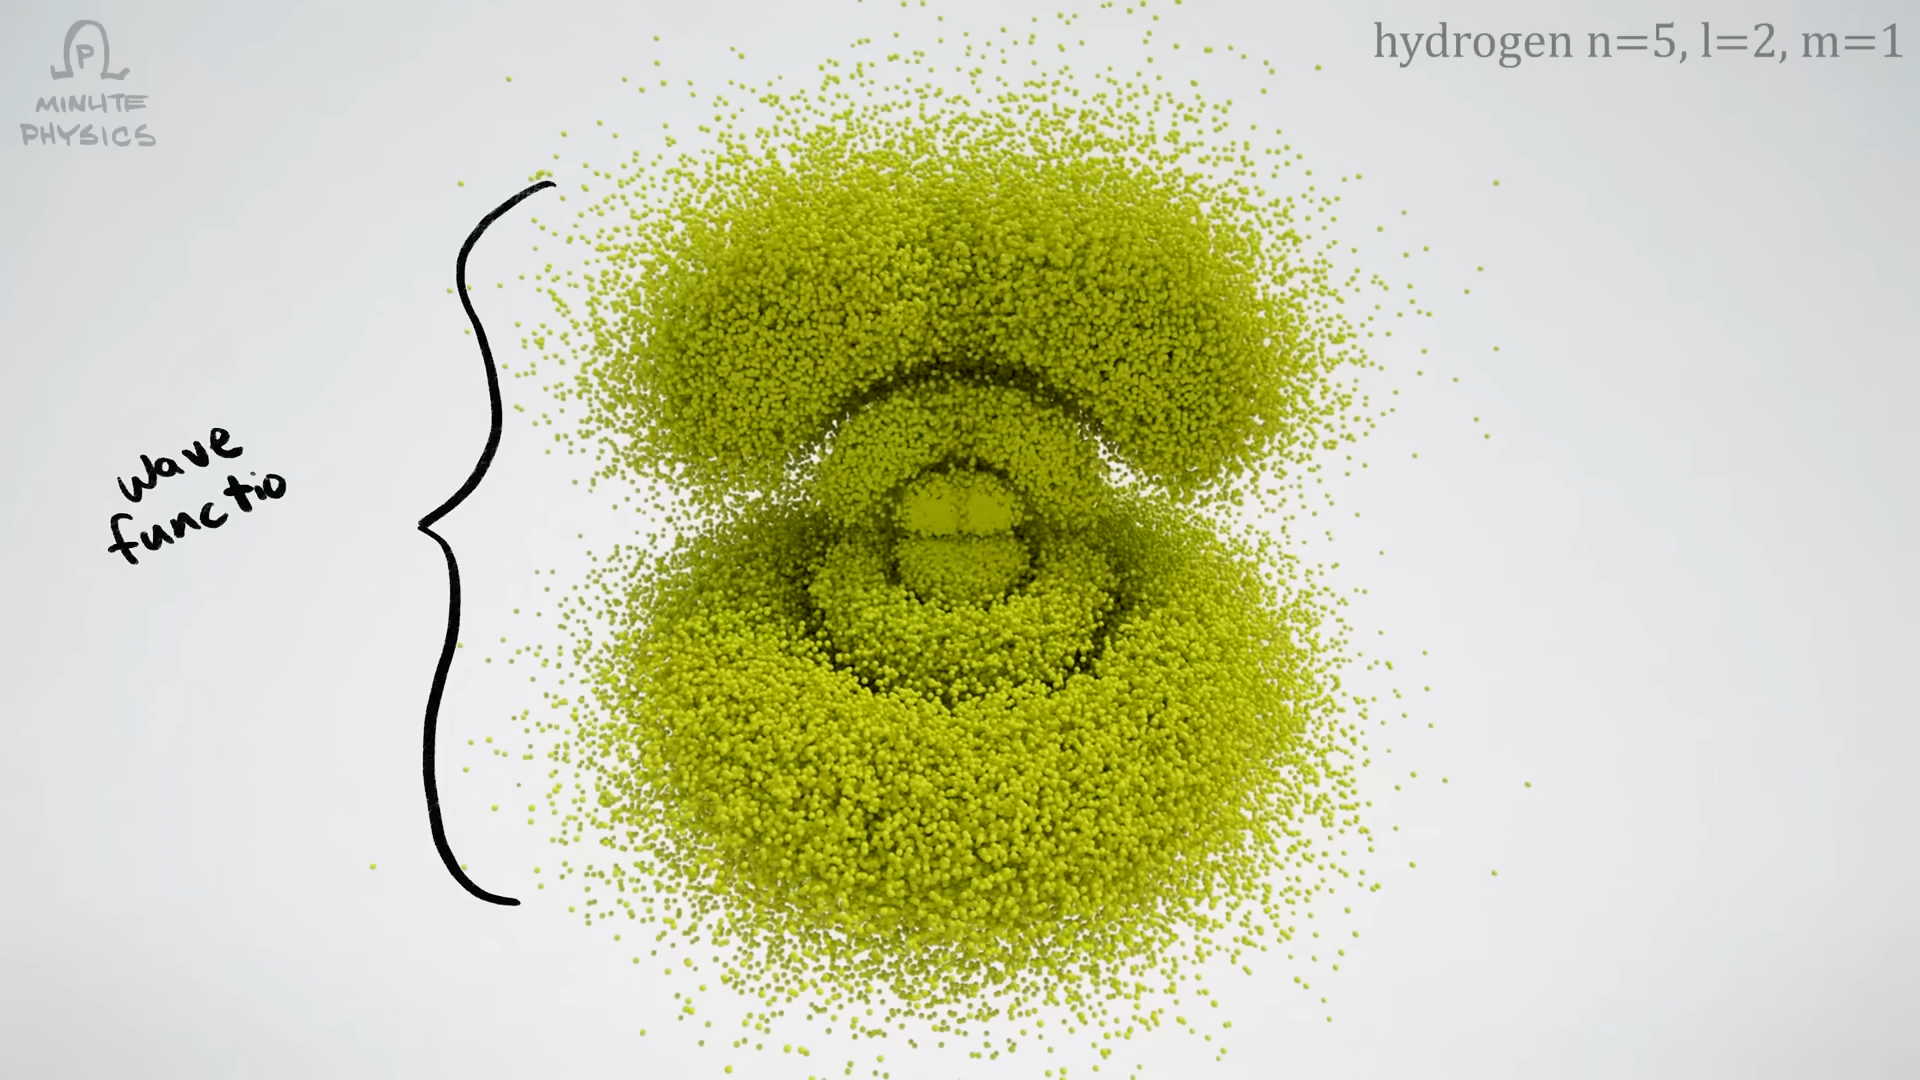 P
MINUTE
PHYSICS
hydrogen n=5, l=2, m=1
wave
functio